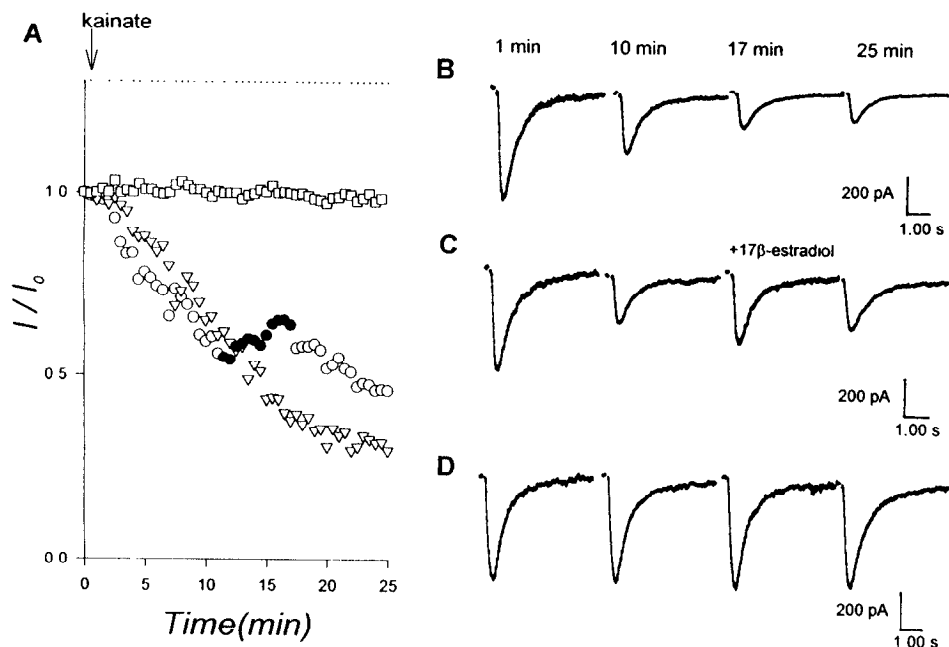 A
kainate
1 0
0 5
0 0
I / I0
0 5 10 15 20 25
Time(min)
1 min 10 min 17 min 25 min
B
200 pA
1.00 s
C
+17β-estradiol
200 pA
1.00 s
D
200 pA
1 00 s